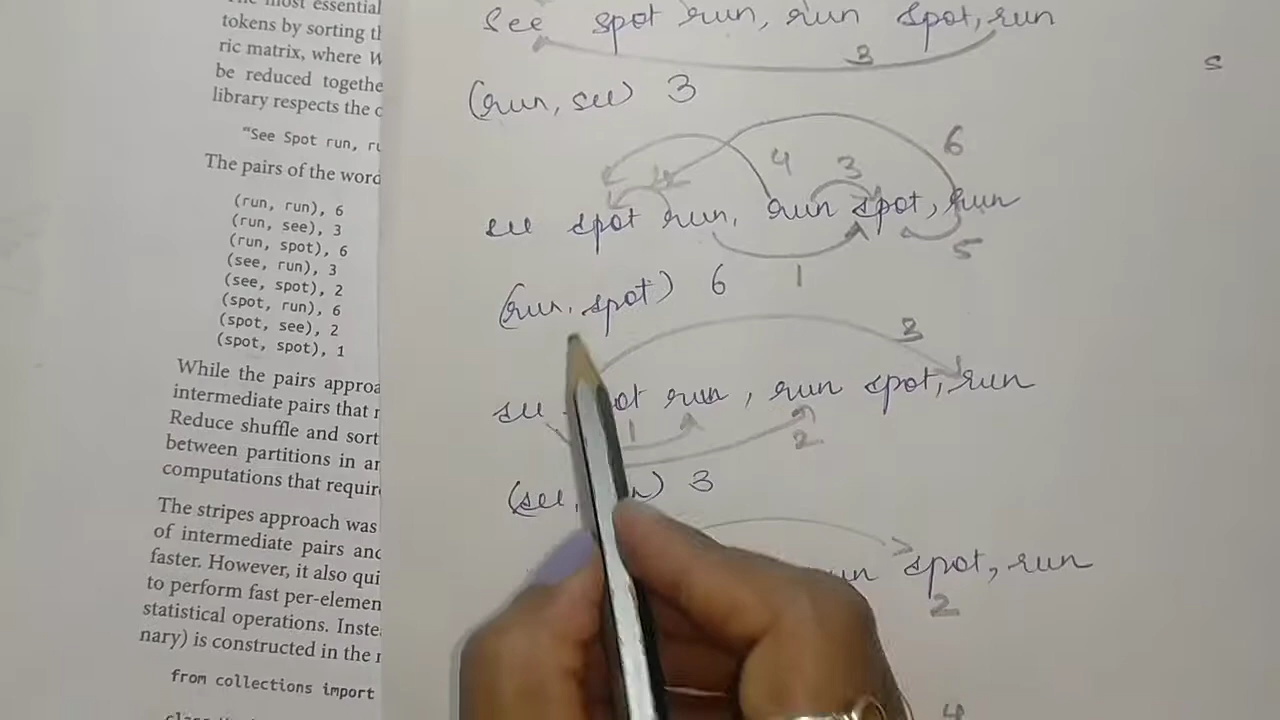 The most essential
tokens by sorting th
ric matrix, where W
be reduced togethe
library respects the c
"See Spot run, ru
The pairs of the word
(run, run), 6
(run, see), 3
(run, spot), 6
(see, run), 3
(see, spot), 2
(spot, run), 6
(spot, see), 2
(spot, spot), 1
While the pairs approa
intermediate pairs that r
Reduce shuffle and sort
between partitions in an
computations that requir
The stripes approach was
of intermediate pairs and
faster. However, it also qui
to perform fast per-elemen
statistical operations. Inste
nary) is constructed in the r
from collections import
see spot run, run spot, run
3
(run, see) 3
s
4 3 6
see spot run, run spot, run
1 5
(run, spot) 6
3
see run, run spot, run
1 2
(see, 3
spot, run
2
4